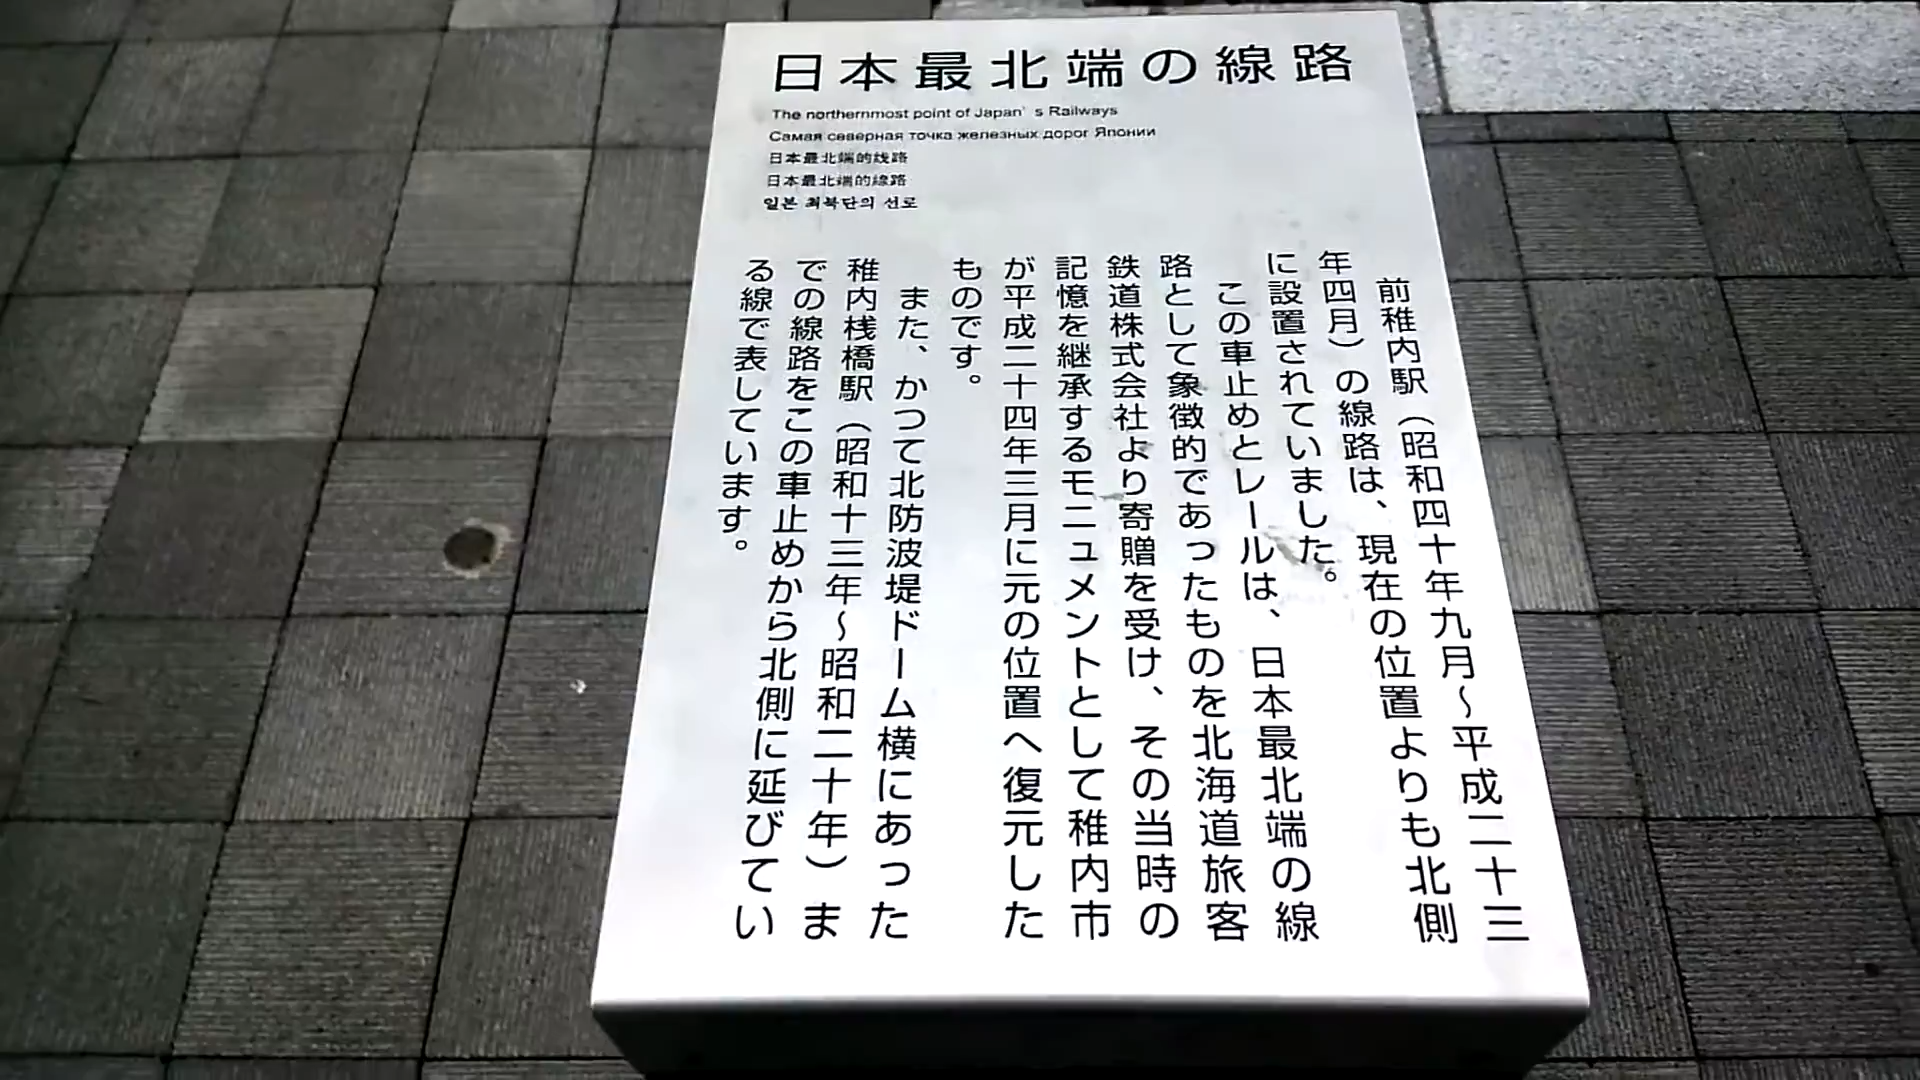 日本最北端の線路
The northernmost point of Japan's Railways
Самая северная точка железных дорог Японии
日本最北端的线路
日本最北端的線路
일본 최북단의 선로
前稚内駅（昭和四十年九月～平成二十三
年四月）の線路は、現在の位置よりも北側
に設置されていました。
この車止めとレールは、日本最北端の線
路として象徴的であったものを北海道旅客
鉄道株式会社より寄贈を受け、その当時の
記憶を継承するモニュメントとして稚内市
が平成二十四年三月に元の位置へ復元した
ものです。
また、かつて北防波堤ドーム横にあった
稚内桟橋駅（昭和十三年～昭和二十年）ま
での線路をこの車止めから北側に延びてい
る線で表しています。